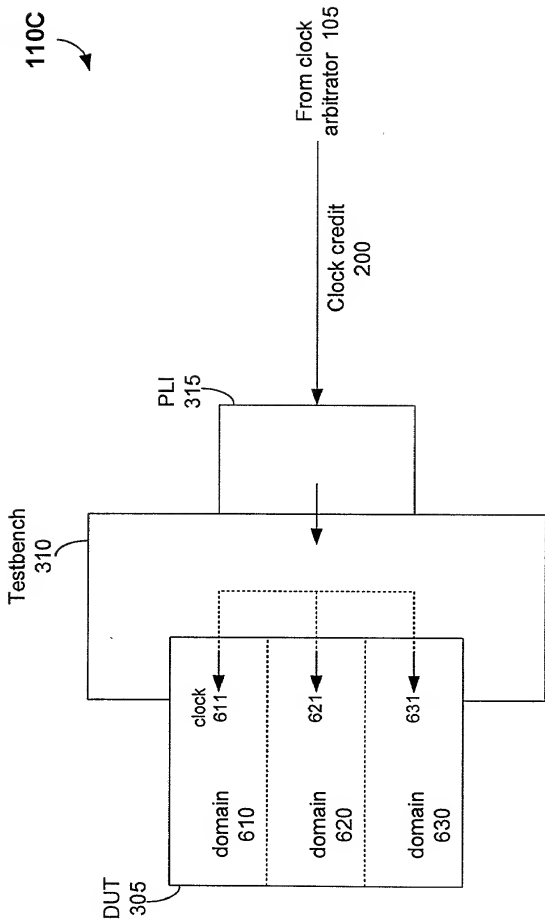 110C
From clock
arbitrator 105
Clock credit
200
PLI
315
Testbench
310
clock
611
621
631
domain
610
domain
620
domain
630
DUT
305